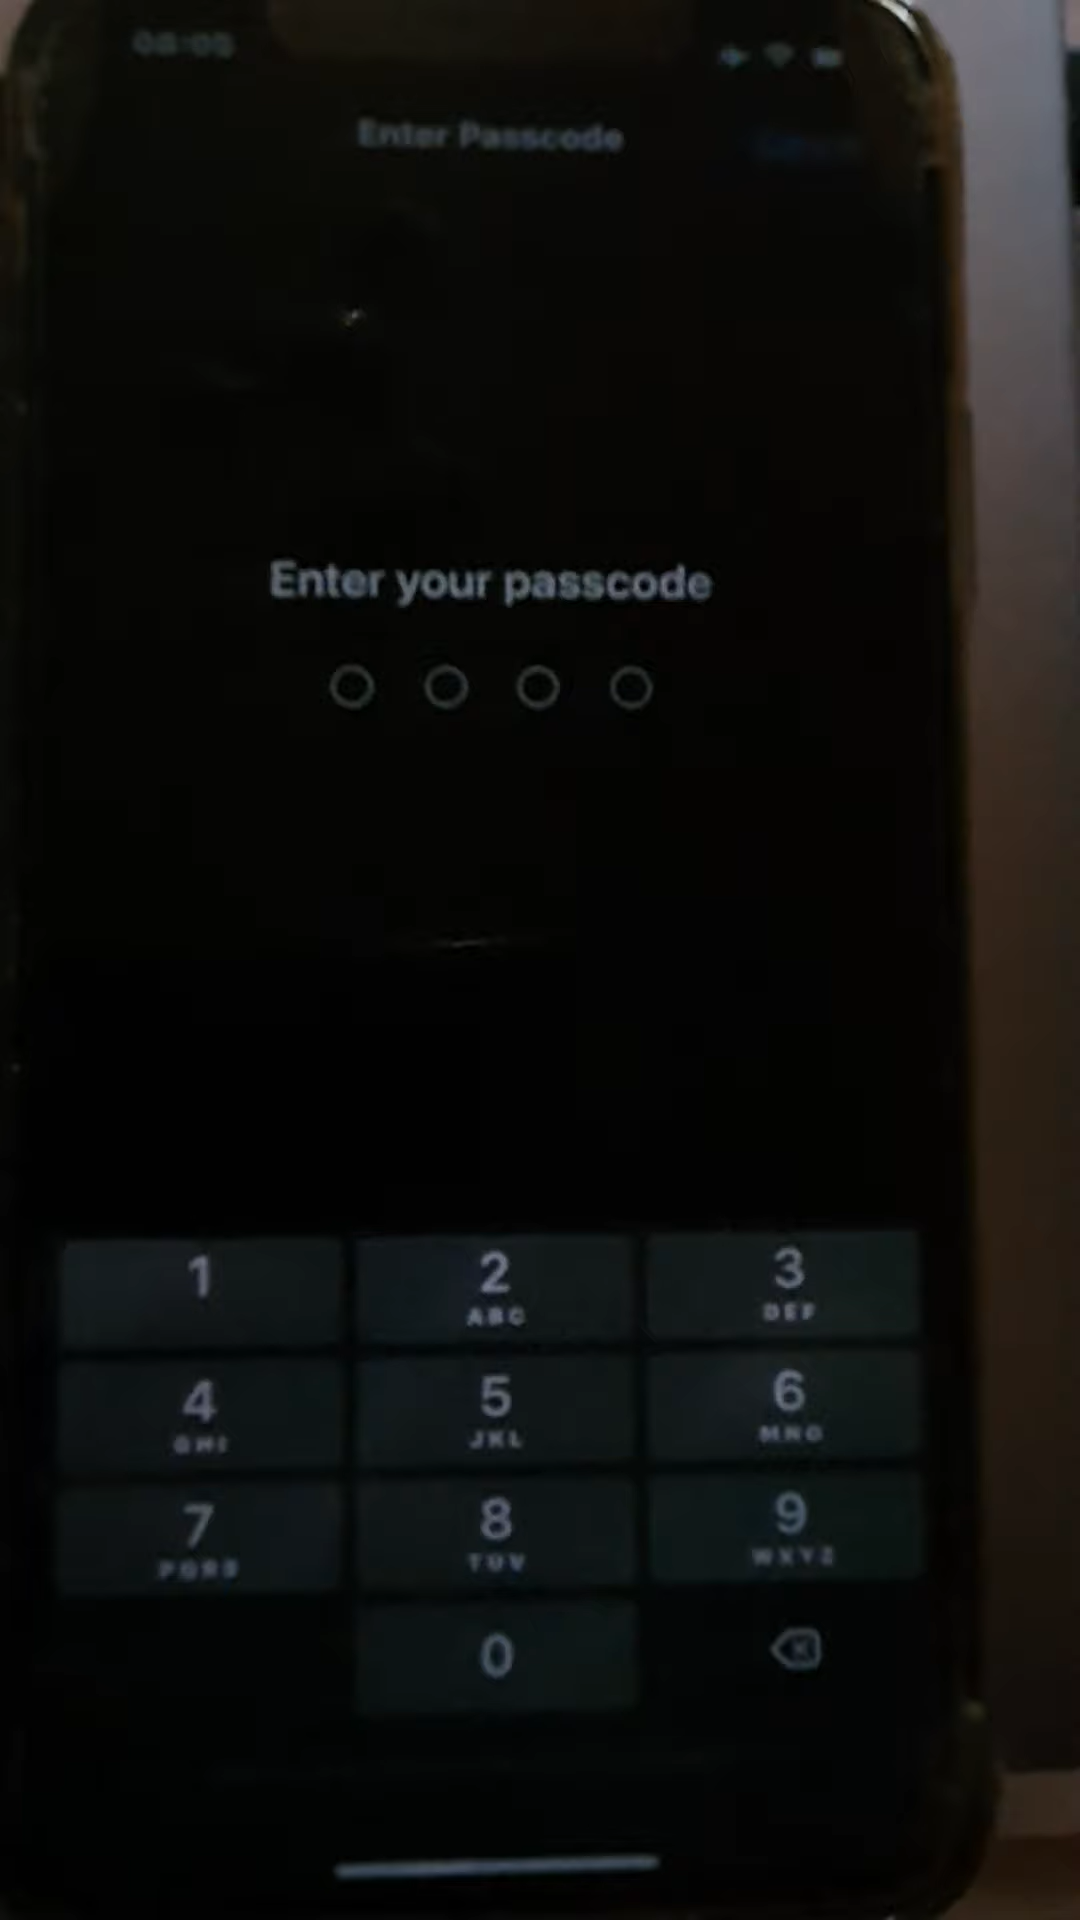 Enter Passcode
Enter your passcode
1
2
3
ABC
DEF
4
5
6
GHI
JKL
MNO
7
8
9
PQRS
TUV
WXYZ
0